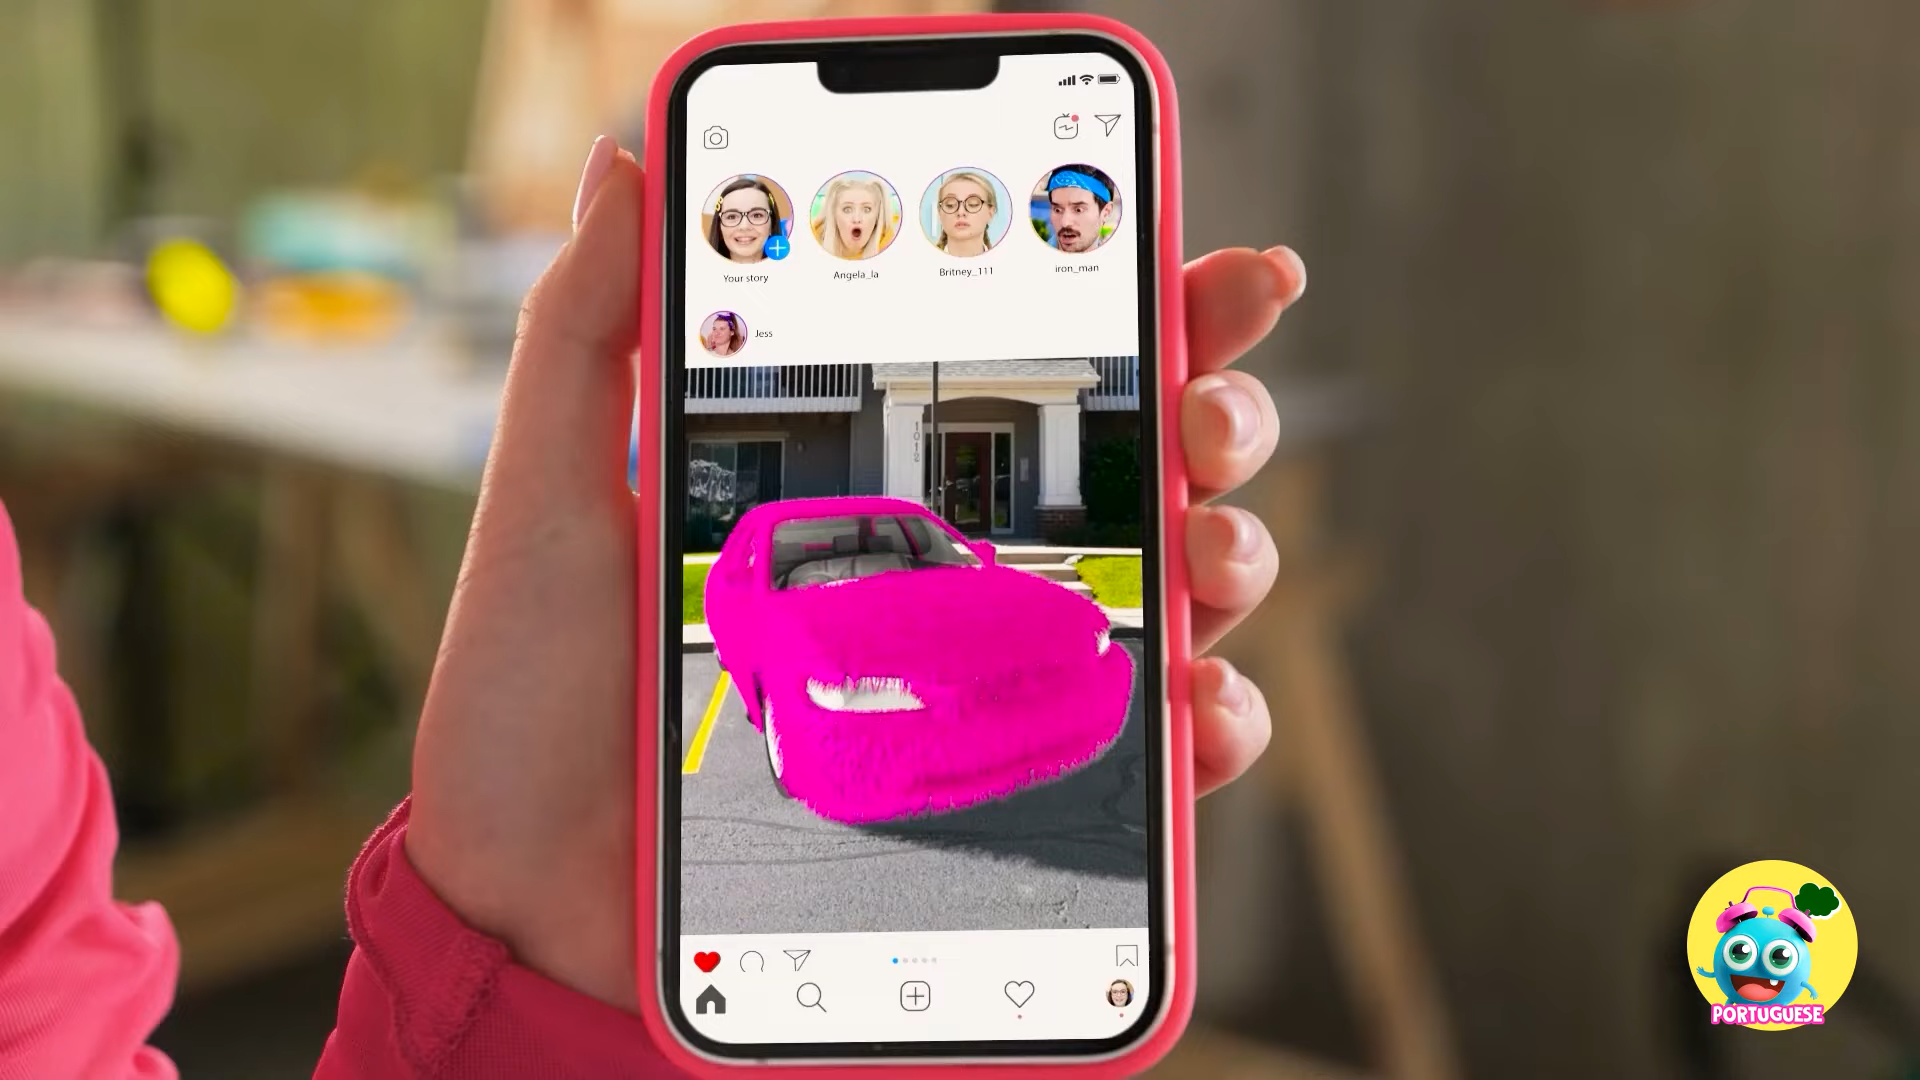 Your story
Angela_la
Britney_111
iron_man
Jess
1012
PORTUGUESE